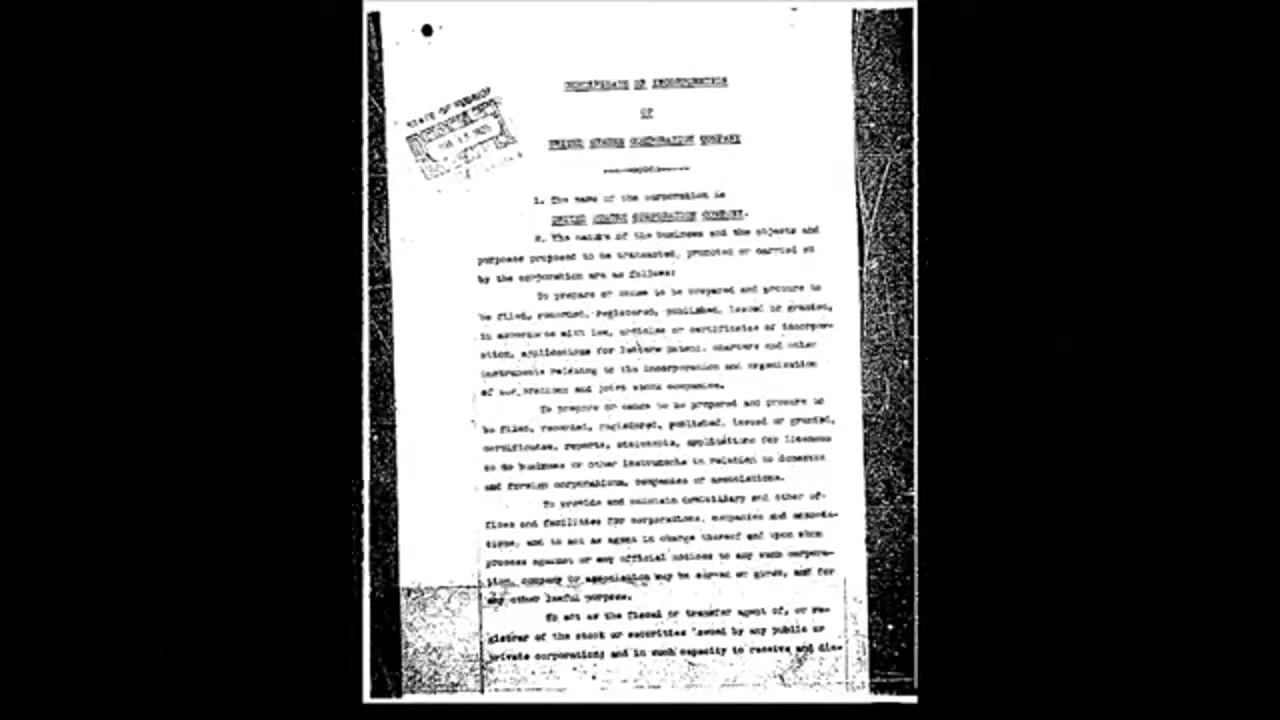 CERTIFICATE OF INCORPORATION
OF
UNITED STATES CORPORATION COMPANY
STATE OF
1. The name of the corporation is
UNITED STATES CORPORATION COMPANY.
2. The nature of the business and the objects and
purposes proposed to be transacted, promoted or carried on
by the corporation are as follows:
To prepare or cause to be prepared and procure to
be filed, recorded, registered, published, issued or granted,
in accordance with law, articles or certificates of incorpor-
ation, applications for letters patent, charters and other
instruments relating to the incorporation and organization
of corporations and joint stock companies.
To prepare or cause to be prepared and procure to
be filed, recorded, registered, published, issued or granted,
certificates, reports, statements, applications for licenses
to do business or other instruments in relation to domestic
and foreign corporations, companies or associations.
To provide and maintain domiciliary and other of-
fices and facilities for corporations, companies and associa-
tions, and to act as agent in charge thereof and upon whom
process against or any official notices to any such corpora-
tion, company or association may be served or given, and for
any other lawful purpose.
To act as the fiscal or transfer agent of, or re-
gistrar of the stock or securities issued by any public or
private corporation; and in such capacity to receive and dis-